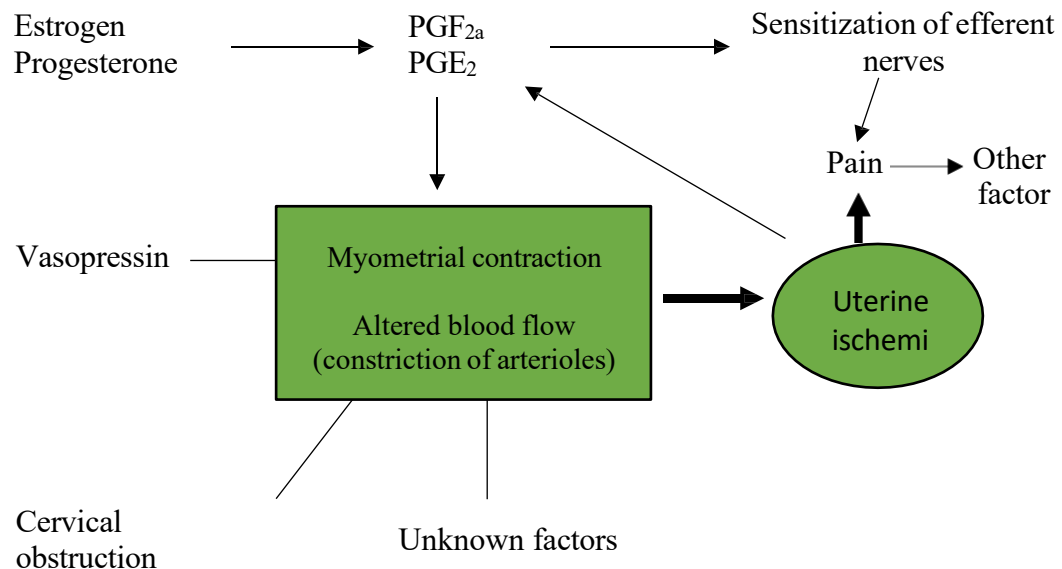 Estrogen
Progesterone
PGF2a
PGE2
Sensitization of efferent
nerves
Pain
Other
factor
Vasopressin
Myometrial contraction
Altered blood flow
(constriction of arterioles)
Uterine
ischemi
Cervical
obstruction
Unknown factors